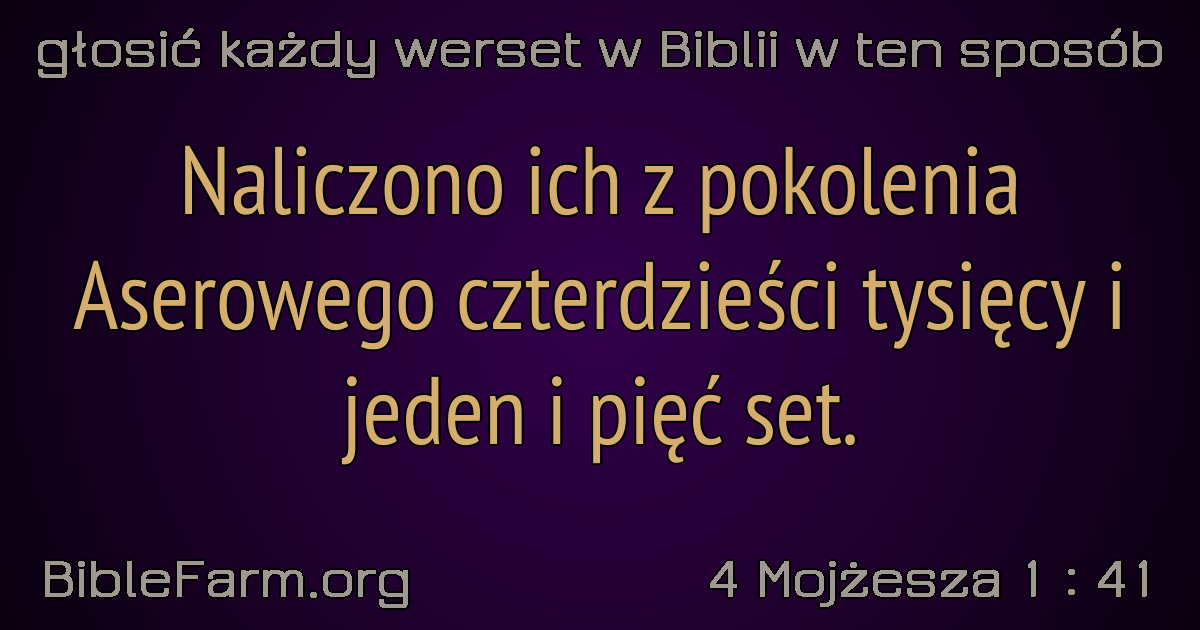 głosić każdy werset w Biblii w ten sposób
Naliczono ich z pokolenia
Aserowego czterdzieści tysięcy i
jeden i pięć set.
BibleFarm.org
4 Mojżesza 1 : 41